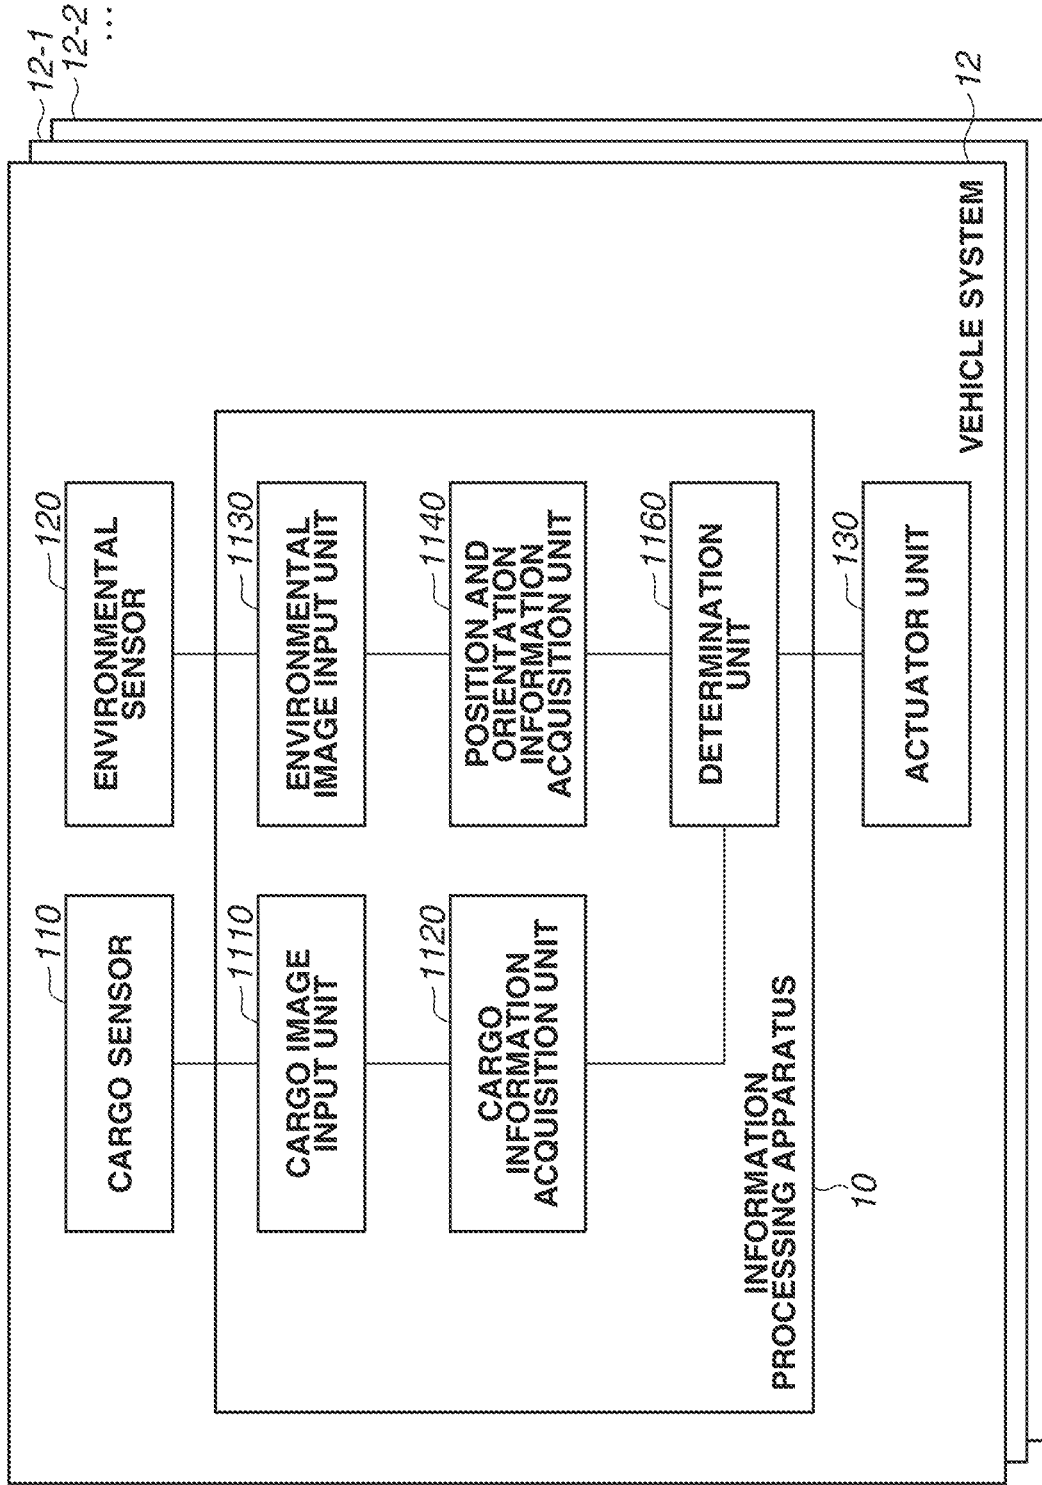 12-1
12-2
...
12
110
CARGO SENSOR
120
ENVIRONMENTAL
SENSOR
1110
CARGO IMAGE
INPUT UNIT
1130
ENVIRONMENTAL
IMAGE INPUT UNIT
1120
CARGO
INFORMATION
ACQUISITION UNIT
1140
POSITION AND
ORIENTATION
INFORMATION
ACQUISITION UNIT
1160
DETERMINATION
UNIT
INFORMATION
PROCESSING APPARATUS
10
130
ACTUATOR UNIT
VEHICLE SYSTEM